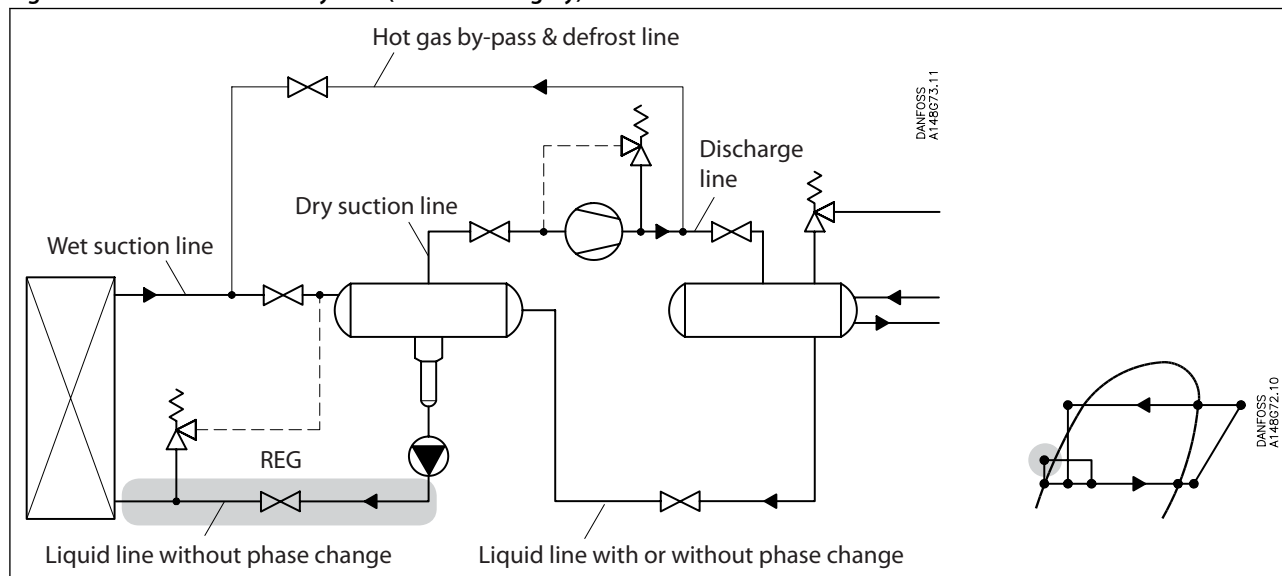 Hot gas by-pass & defrost line
DANFOSS
A148G73.11
Discharge
line
Dry suction line
Wet suction line
REG
Liquid line without phase change
Liquid line with or without phase change
DANFOSS
A148G72.10